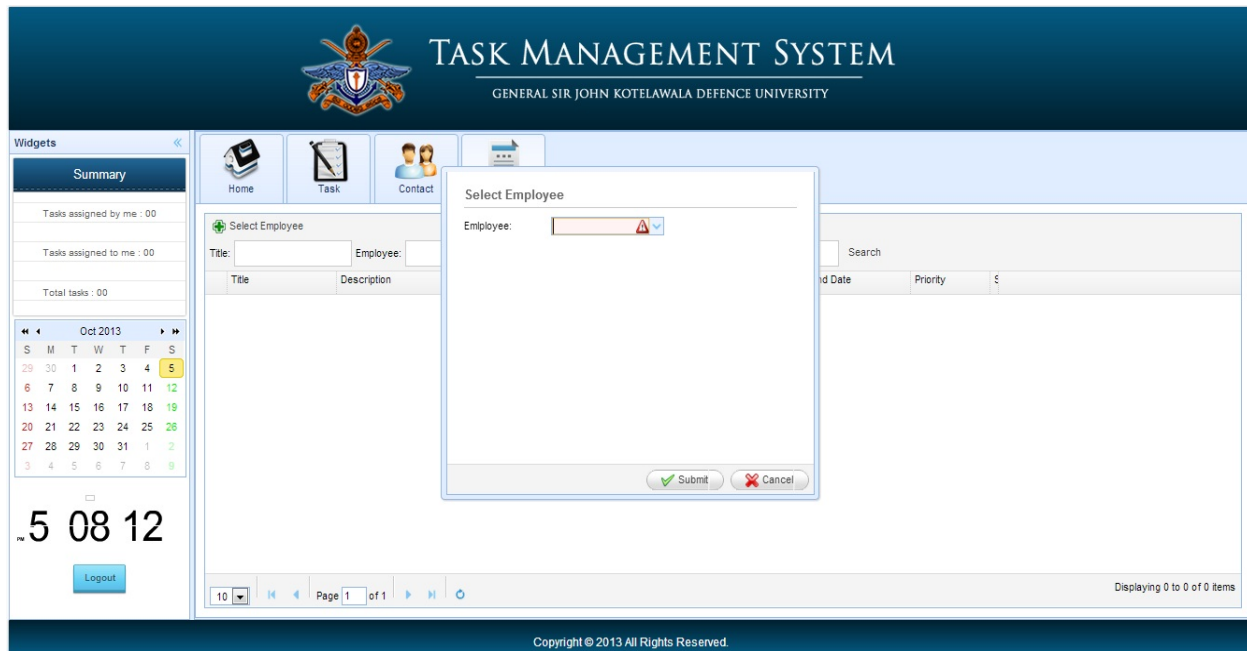 TASK MANAGEMENT SYSTEM
GENERAL SIR JOHN KOTELAWALA DEFENCE UNIVERSITY
Widgets
Summary
Tasks assigned by me : 00
Tasks assigned to me : 00
Total tasks : 00
Oct 2013
S M T W T F S
29 30 1 2 3 4 5
6 7 8 9 10 11 12
13 14 15 16 17 18 19
20 21 22 23 24 25 26
27 28 29 30 31 1 2
3 4 5 6 7 8 9
PM 5 08 12
Logout
Home Task Contact
Select Employee
Title: Employee: Search
Title Description nd Date Priority S
Select Employee
Emlployee:
Submit Cancel
10 Page 1 of 1
Displaying 0 to 0 of 0 items
Copyright © 2013 All Rights Reserved.